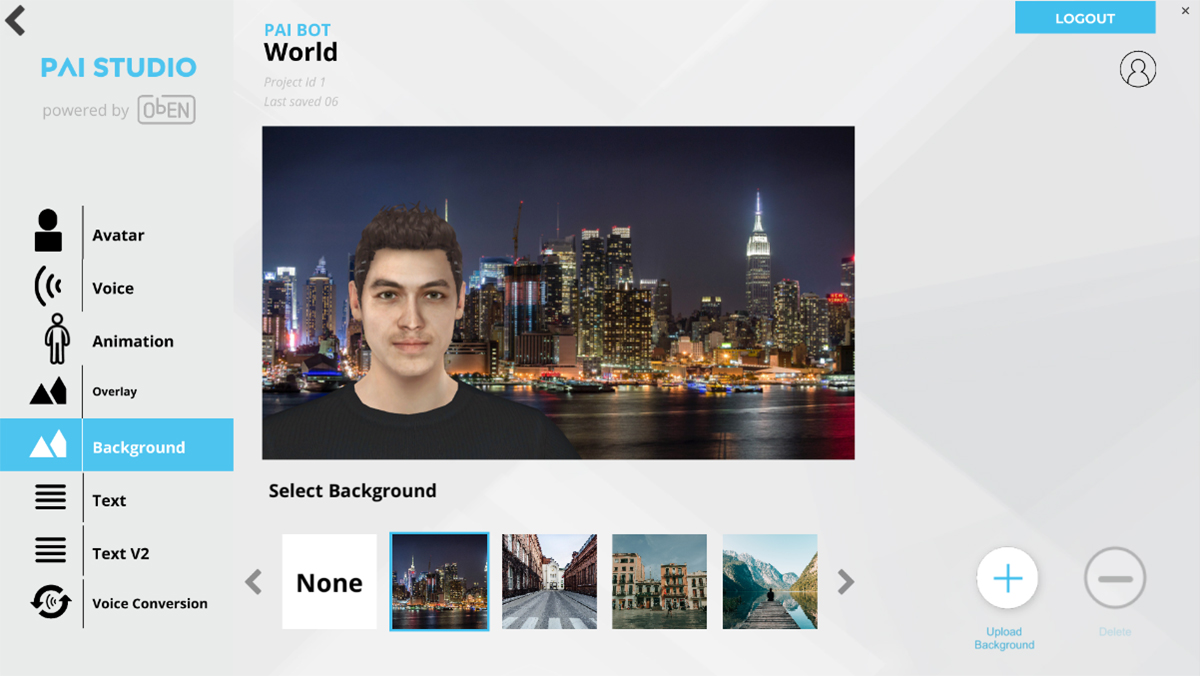 LOGOUT
PAI BOT
World
Project Id 1
Last saved 06
PAI STUDIO
powered by ObEN
Avatar
Voice
Animation
Overlay
Background
Text
Text V2
Voice Conversion
Select Background
None
Upload
Background
Delete